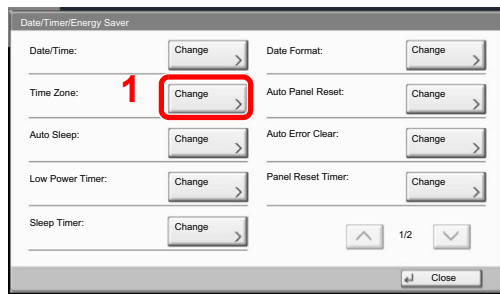 Date/Timer/Energy Saver
Date/Time: Change Date Format: Change
Time Zone: 1 Change Auto Panel Reset: Change
Auto Sleep: Change Auto Error Clear: Change
Low Power Timer: Change Panel Reset Timer: Change
Sleep Timer: Change 1/2
Close